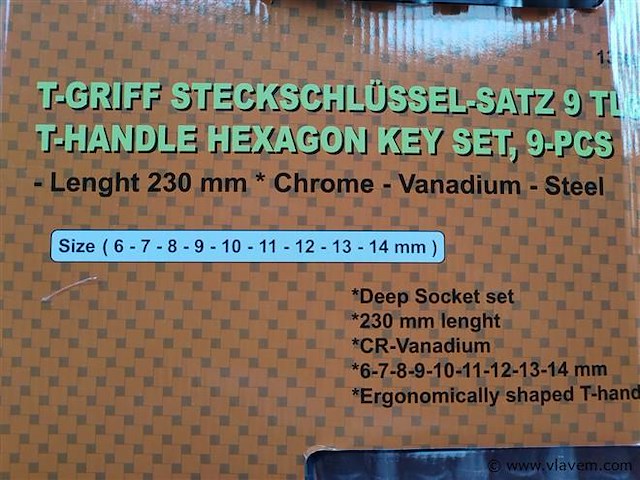 13
T-GRIFF STECKSCHLÜSSEL-SATZ 9 TL
T-HANDLE HEXAGON KEY SET, 9-PCS
- Lenght 230 mm * Chrome - Vanadium - Steel
Size ( 6 - 7 - 8 - 9 - 10 - 11 - 12 - 13 - 14 mm )
*Deep Socket set
*230 mm lenght
*CR-Vanadium
*6-7-8-9-10-11-12-13-14 mm
*Ergonomically shaped T-hand
© www.vlavem.com